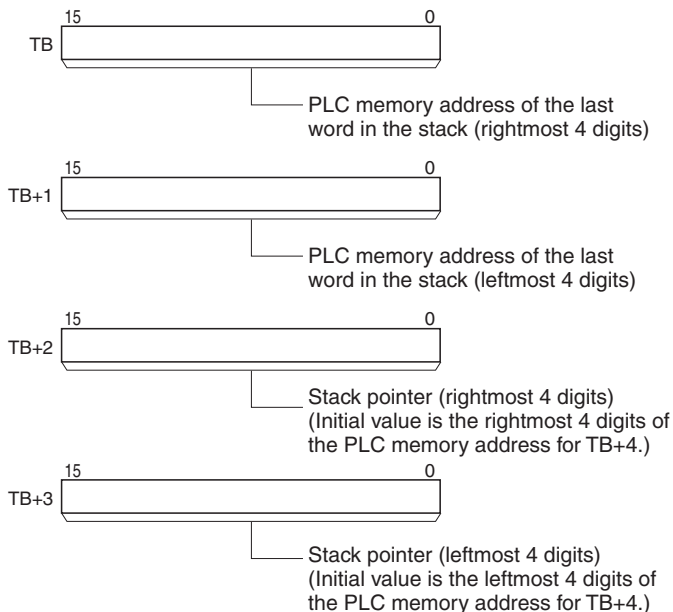 15 0
TB
PLC memory address of the last
word in the stack (rightmost 4 digits)
15 0
TB+1
PLC memory address of the last
word in the stack (leftmost 4 digits)
15 0
TB+2
Stack pointer (rightmost 4 digits)
(Initial value is the rightmost 4 digits of
the PLC memory address for TB+4.)
15 0
TB+3
Stack pointer (leftmost 4 digits)
(Initial value is the leftmost 4 digits of
the PLC memory address for TB+4.)